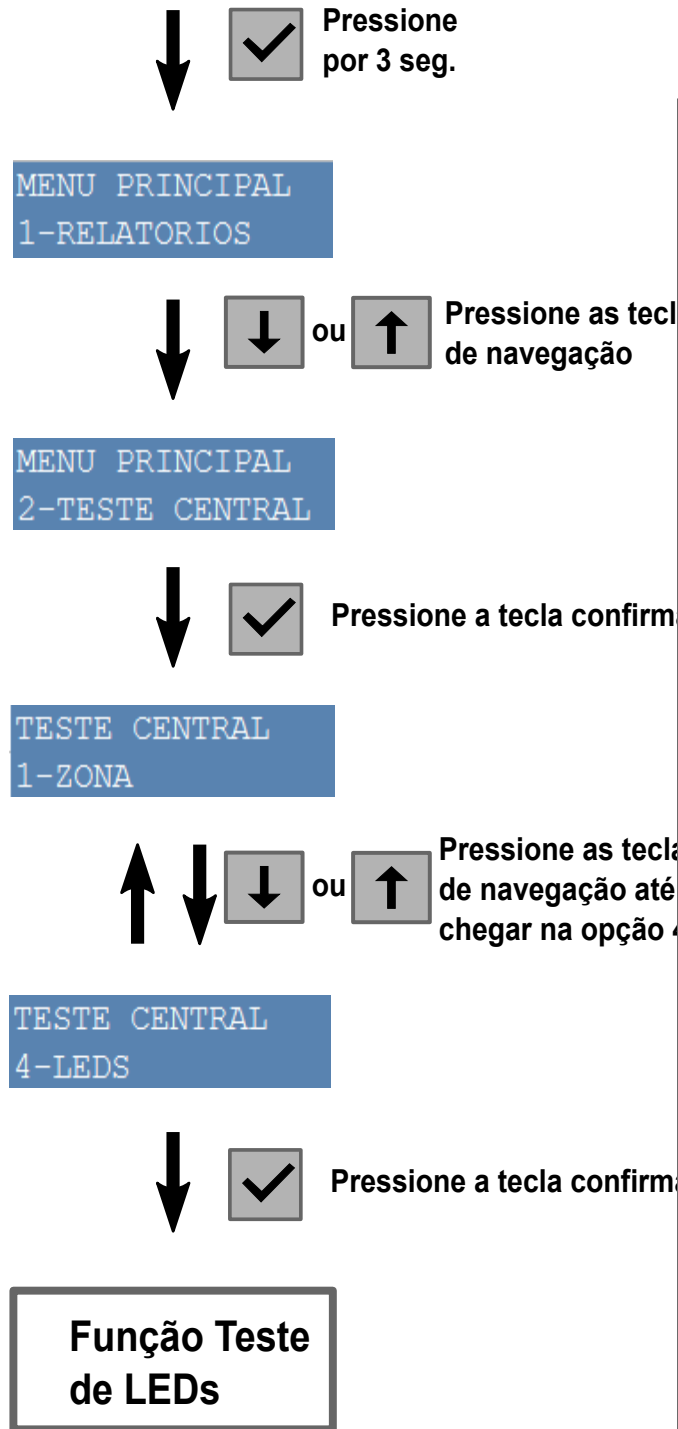 Pressione
por 3 seg.
MENU PRINCIPAL
1-RELATORIOS
ou
Pressione as tecl
de navegação
MENU PRINCIPAL
2-TESTE CENTRAL
Pressione a tecla confirma
TESTE CENTRAL
1-ZONA
ou
Pressione as tecla
de navegação até
chegar na opção 4
TESTE CENTRAL
4-LEDS
Pressione a tecla confirma
Função Teste
de LEDs